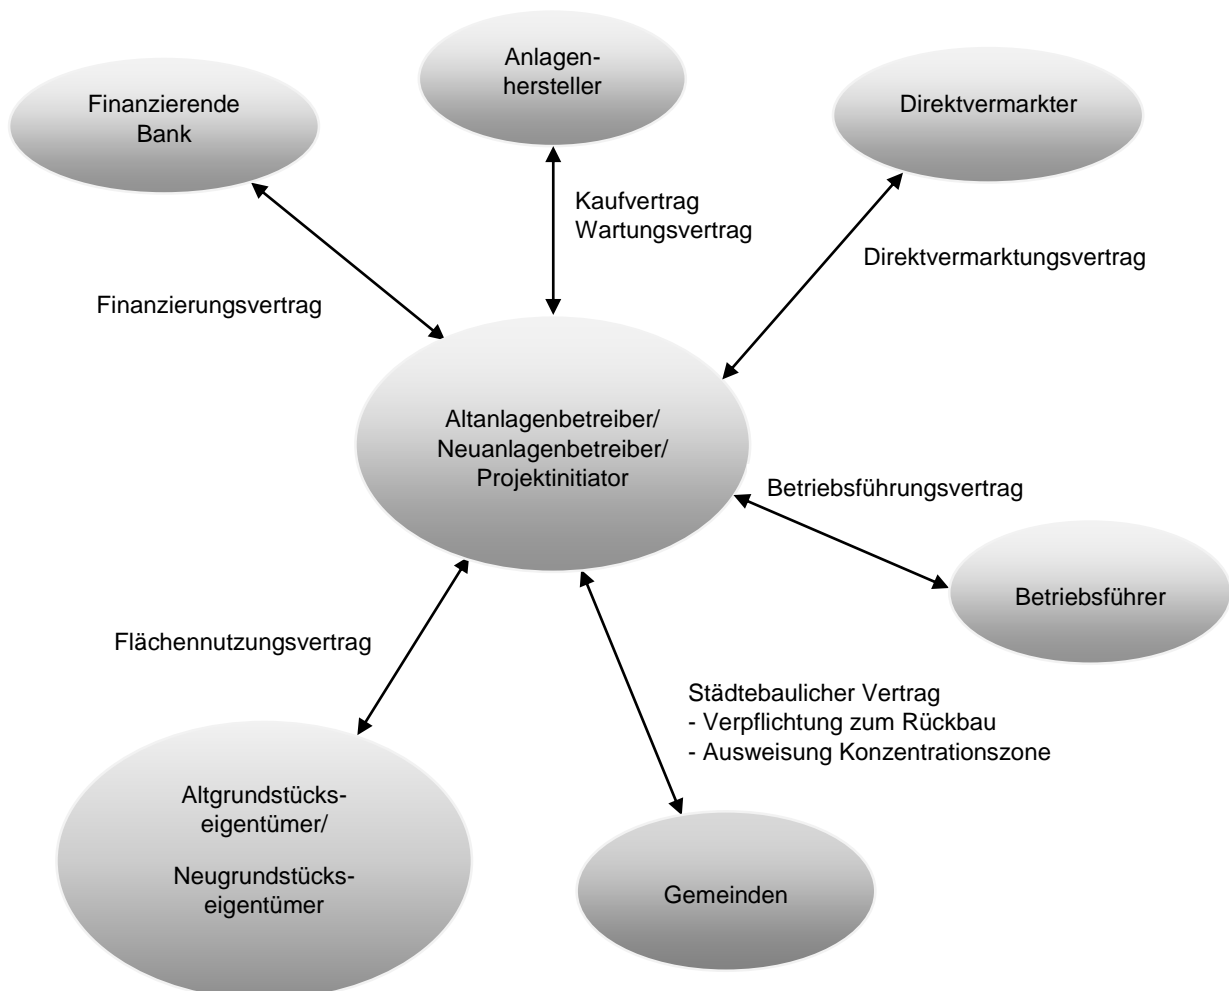 Anlagen-
hersteller
Finanzierende
Bank
Direktvermarkter
Kaufvertrag
Wartungsvertrag
Direktvermarktungsvertrag
Finanzierungsvertrag
Altanlagenbetreiber/
Neuanlagenbetreiber/
Projektinitiator
Betriebsführungsvertrag
Betriebsführer
Flächennutzungsvertrag
Städtebaulicher Vertrag
- Verpflichtung zum Rückbau
- Ausweisung Konzentrationszone
Altgrundstücks-
eigentümer/
Neugrundstücks-
eigentümer
Gemeinden